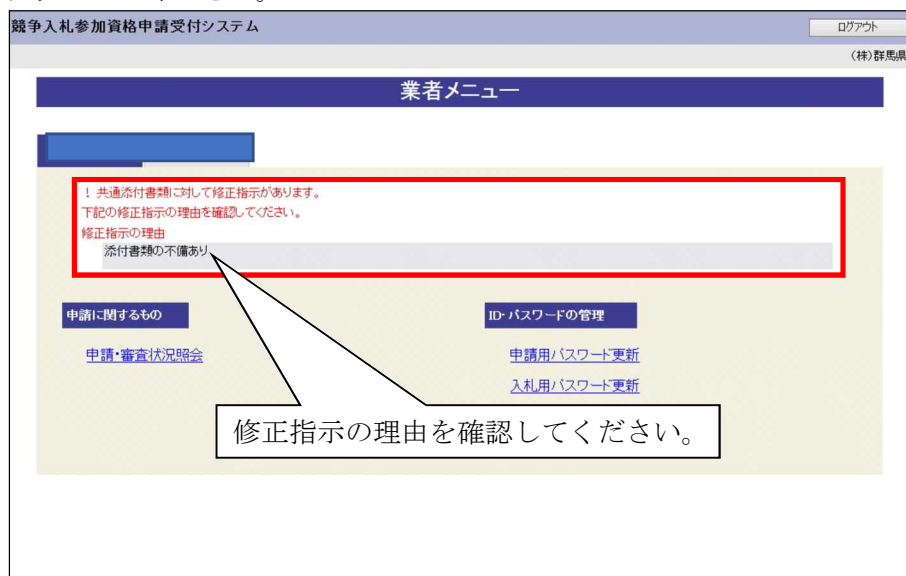 競争入札参加資格申請受付システム
ログアウト
(株)群馬県
業者メニュー
! 共通添付書類に対して修正指示があります。
下記の修正指示の理由を確認してください。
修正指示の理由
添付書類の不備あり
申請に関するもの
ID・パスワードの管理
申請・審査状況照会
申請用パスワード更新
入札用パスワード更新
修正指示の理由を確認してください。